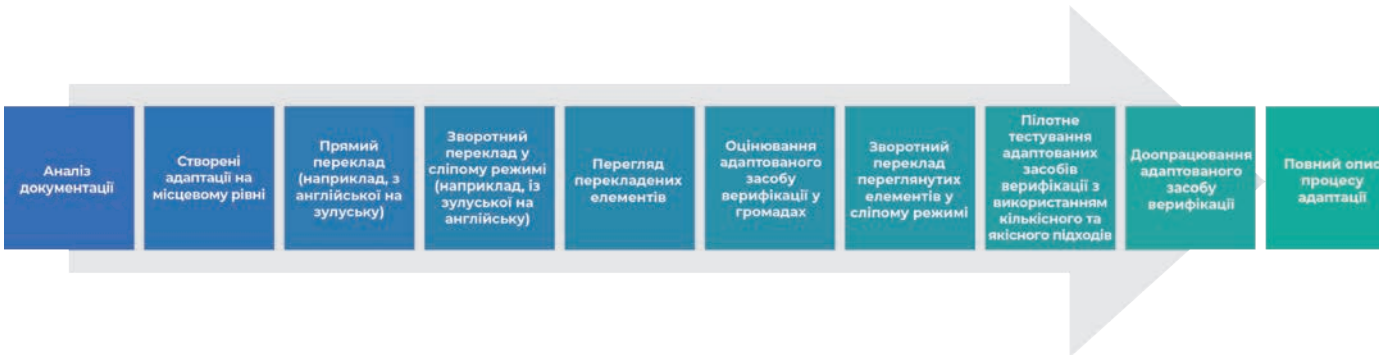 Аналіз
документації
Створені
адаптації на
місцевому рівні
Прямий
переклад
(наприклад, з
англійської на
зулуську)
Зворотний
переклад у
сліпому режимі
(наприклад, із
зулуської на
англійську)
Перегляд
перекладених
елементів
Оцінювання
адаптованого
засобу
верифікації у
громадах
Зворотний
переклад
переглянутих
елементів у
сліпому режимі
Пілотне
тестування
адаптованих
засобів
верифікації з
використанням
кількісного та
якісного підходів
Доопрацювання
адаптованого
засобу
верифікації
Повний опис
процесу
адаптації